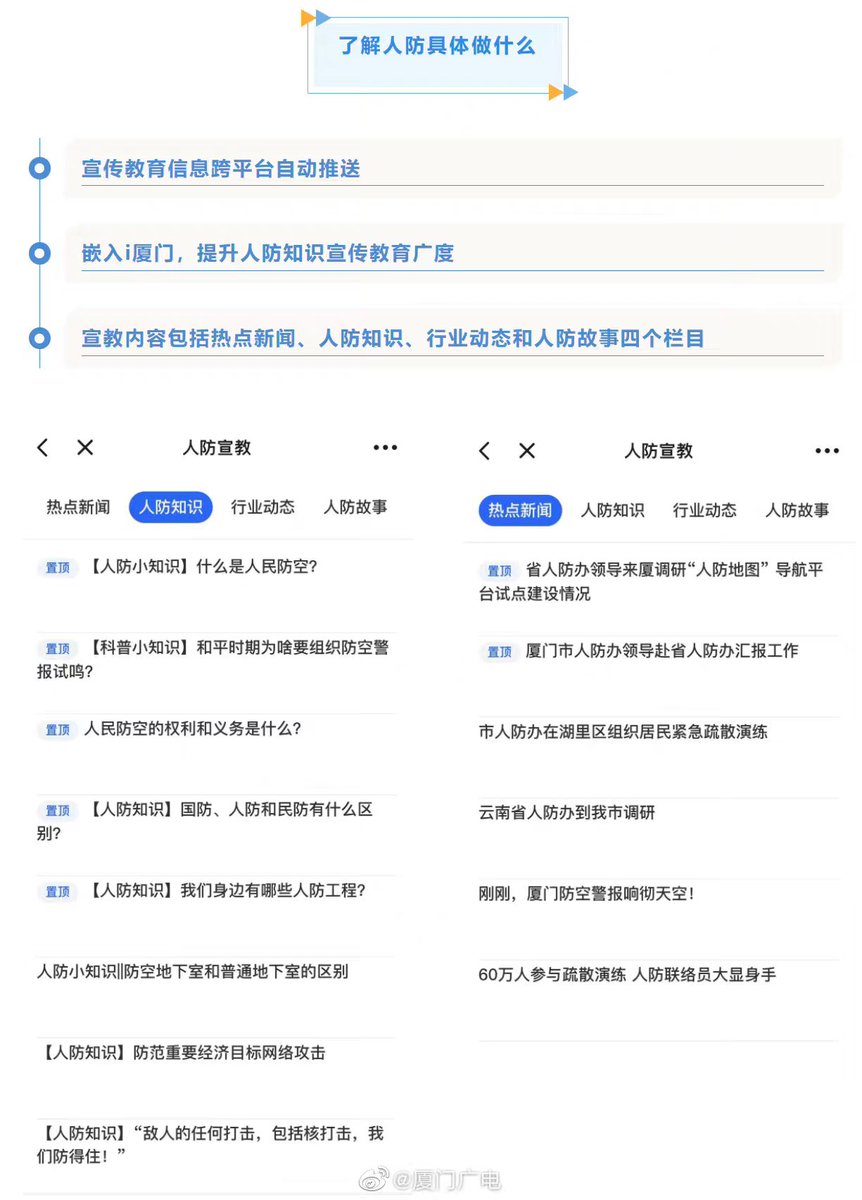 了解人防具体做什么
宣传教育信息跨平台自动推送
嵌入i厦门，提升人防知识宣传教育广度
宣教内容包括热点新闻、人防知识、行业动态和人防故事四个栏目
人防宣教
热点新闻 人防知识 行业动态 人防故事
置顶 【人防小知识】什么是人民防空?
置顶 【科普小知识】和平时期为啥要组织防空警
报试鸣?
置顶 人民防空的权利和义务是什么?
置顶 【人防知识】国防、人防和民防有什么区
别?
置顶 【人防知识】我们身边有哪些人防工程?
人防小知识||防空地下室和普通地下室的区别
【人防知识】防范重要经济目标网络攻击
【人防知识】“敌人的任何打击，包括核打击，我
们防得住！”
人防宣教
热点新闻 人防知识 行业动态 人防故事
置顶 省人防办领导来厦调研“人防地图”导航平
台试点建设情况
置顶 厦门市人防办领导赴省人防办汇报工作
市人防办在湖里区组织居民紧急疏散演练
云南省人防办到我市调研
刚刚，厦门防空警报响彻天空!
60万人参与疏散演练 人防联络员大显身手
@厦门广电